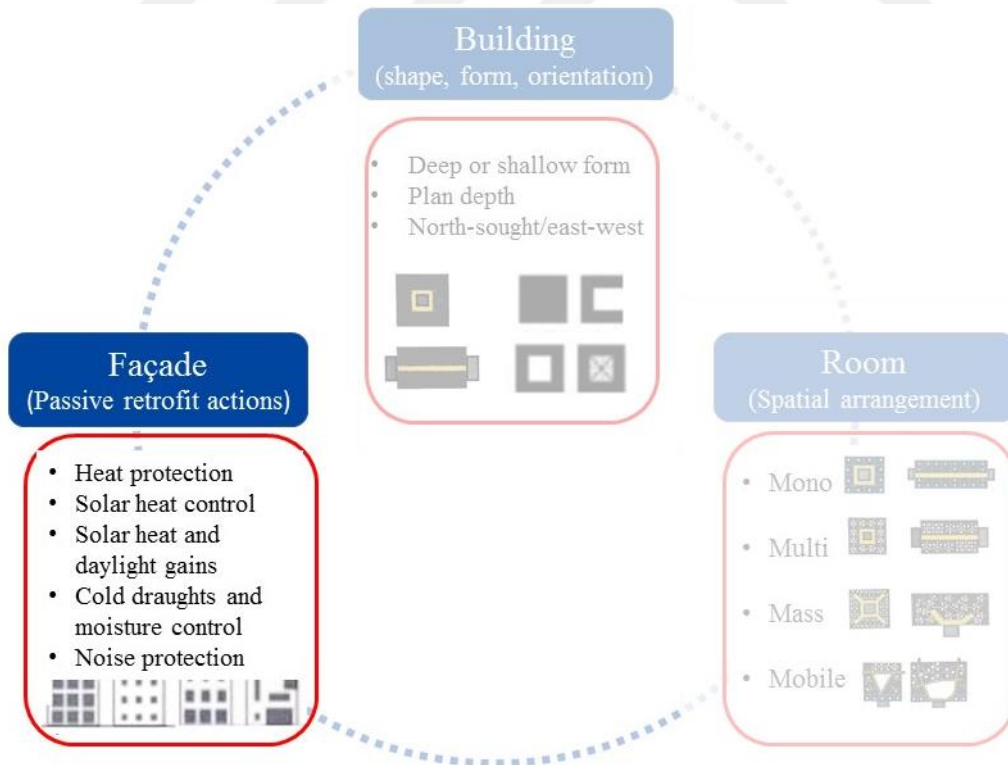 Building
(shape, form, orientation)
• Deep or shallow form
• Plan depth
• North-sought/east-west
Façade
(Passive retrofit actions)
• Heat protection
• Solar heat control
• Solar heat and
daylight gains
• Cold draughts and
moisture control
• Noise protection
Room
(Spatial arrangement)
• Mono
• Multi
• Mass
• Mobile